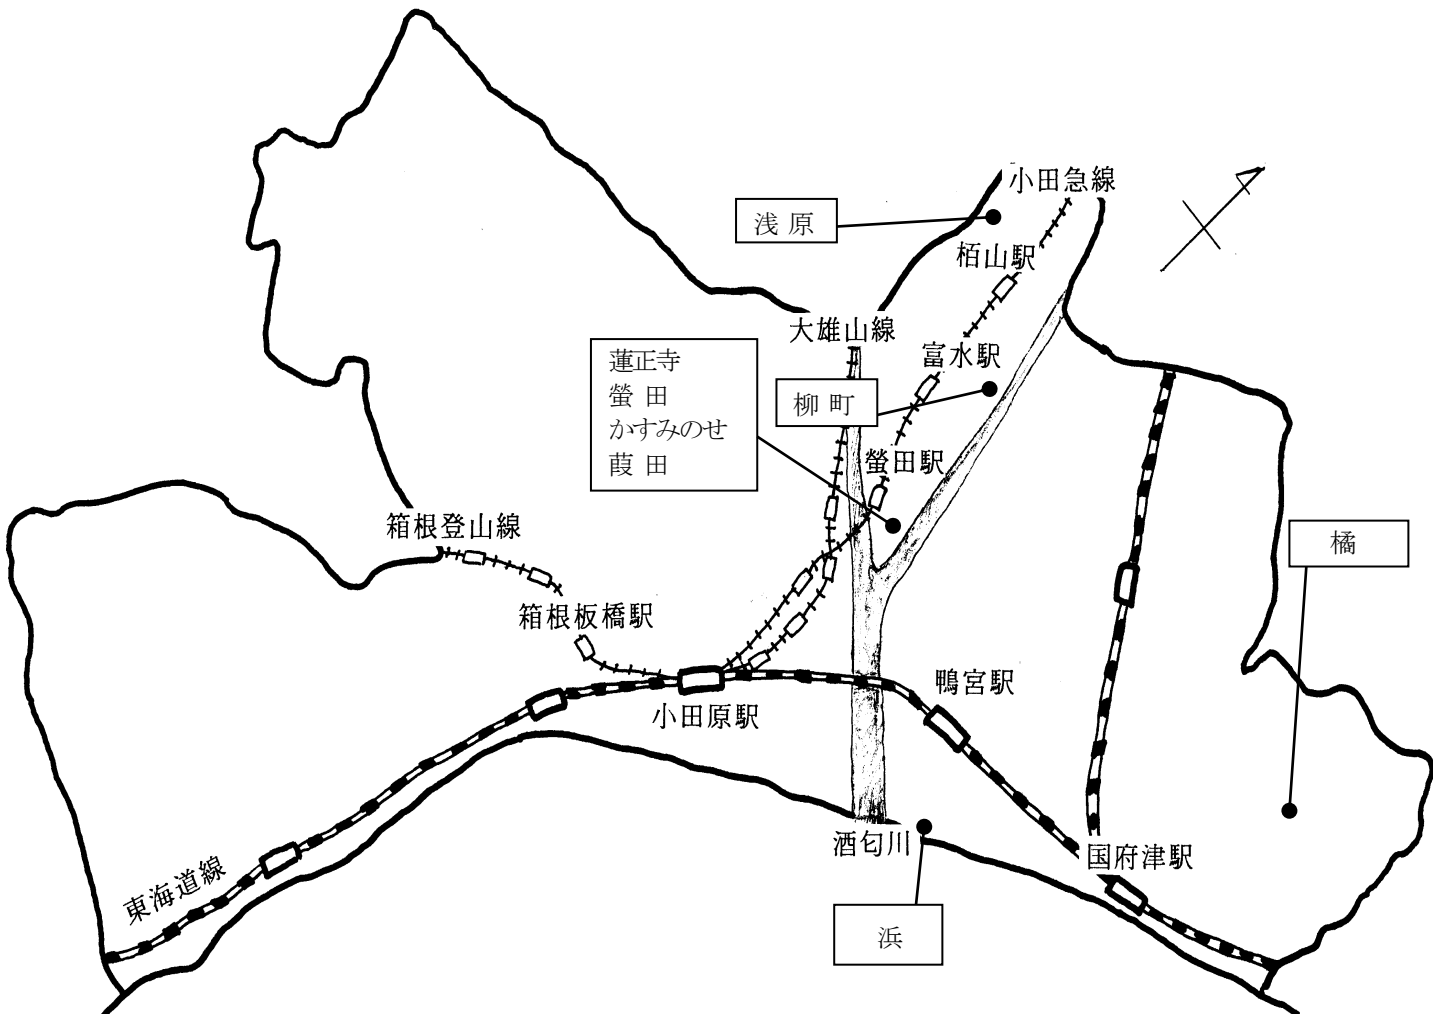 小田急線
浅 原
栢山駅
大雄山線
富水駅
蓮正寺
螢 田
かすみのせ
葭 田
柳 町
螢田駅
箱根登山線
橘
箱根板橋駅
鴨宮駅
小田原駅
酒匂川
国府津駅
東海道線
浜